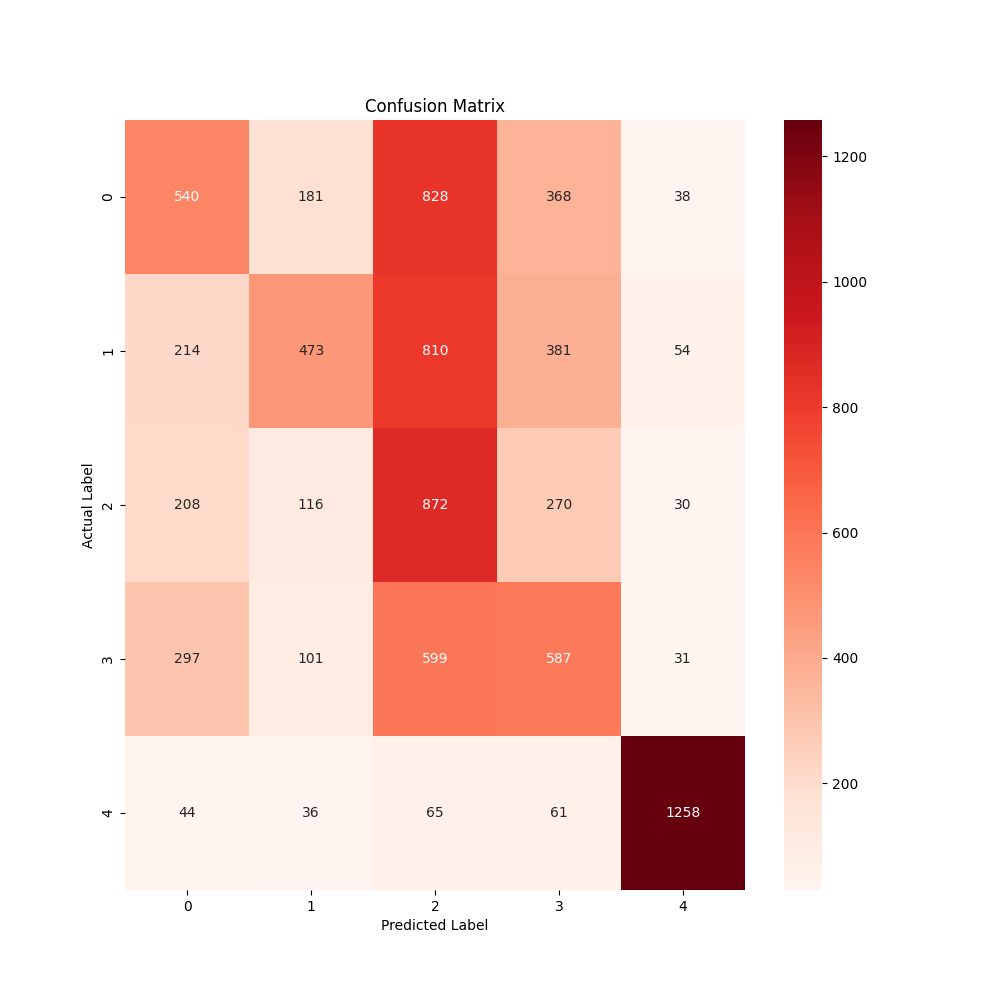 Confusion Matrix
0 540 181 828 368 38
1 214 473 810 381 54
2 208 116 872 270 30
3 297 101 599 587 31
4 44 36 65 61 1258
0 1 2 3 4
Predicted Label
Actual Label
1200
1000
800
600
400
200